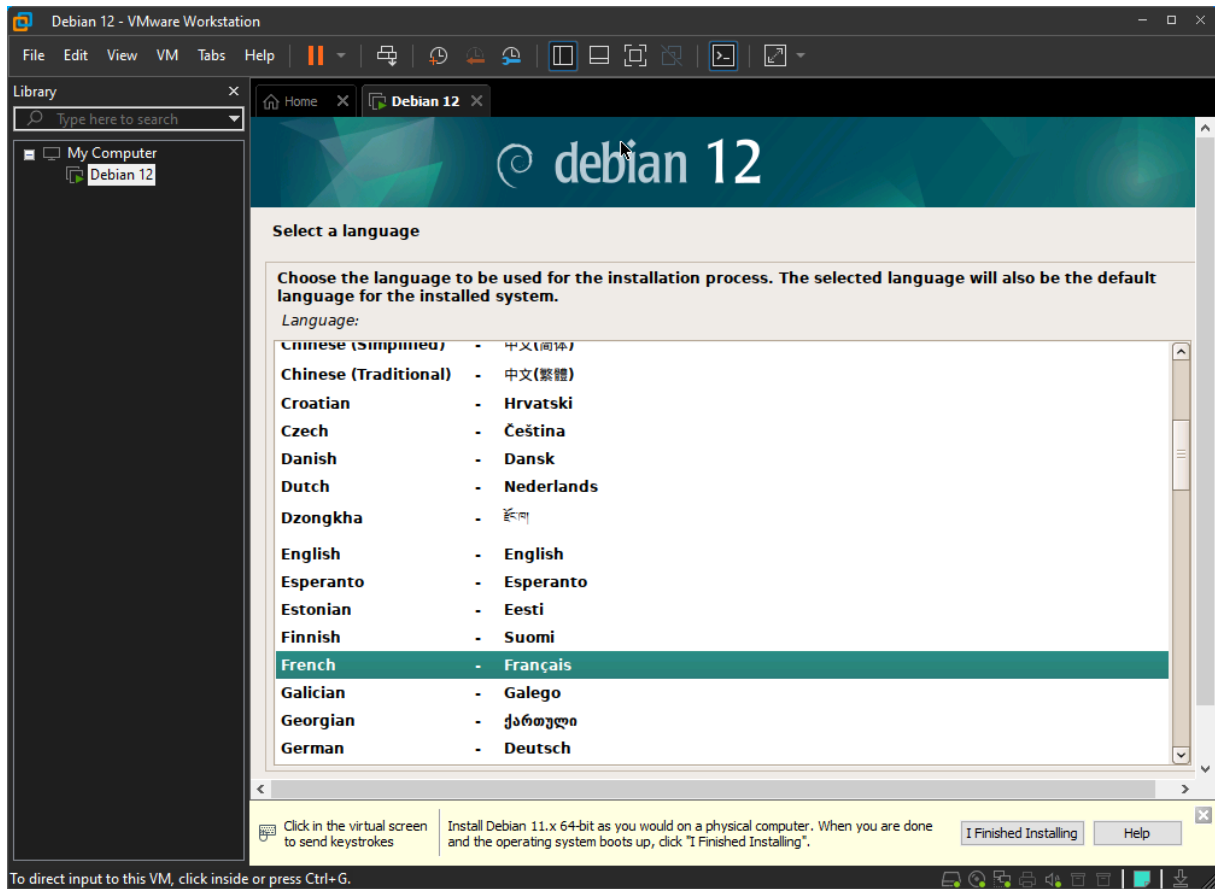 Debian 12 - VMware Workstation
File Edit View VM Tabs Help
Library
Type here to search
My Computer
Debian 12
Home
Debian 12
debian 12
Select a language
Choose the language to be used for the installation process. The selected language will also be the default
language for the installed system.
Language:
Chinese (Simplified) - 中文(简体)
Chinese (Traditional) - 中文(繁體)
Croatian - Hrvatski
Czech - Čeština
Danish - Dansk
Dutch - Nederlands
Dzongkha - རྫོང་ཁ།
English - English
Esperanto - Esperanto
Estonian - Eesti
Finnish - Suomi
French - Français
Galician - Galego
Georgian - ქართული
German - Deutsch
Click in the virtual screen
to send keystrokes
Install Debian 11.x 64-bit as you would on a physical computer. When you are done
and the operating system boots up, click "I Finished Installing".
I Finished Installing
Help
To direct input to this VM, click inside or press Ctrl+G.